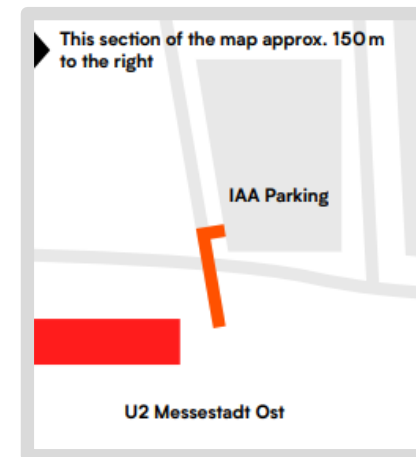 This section of the map approx. 150 m
to the right
IAA Parking
U2 Messestadt Ost